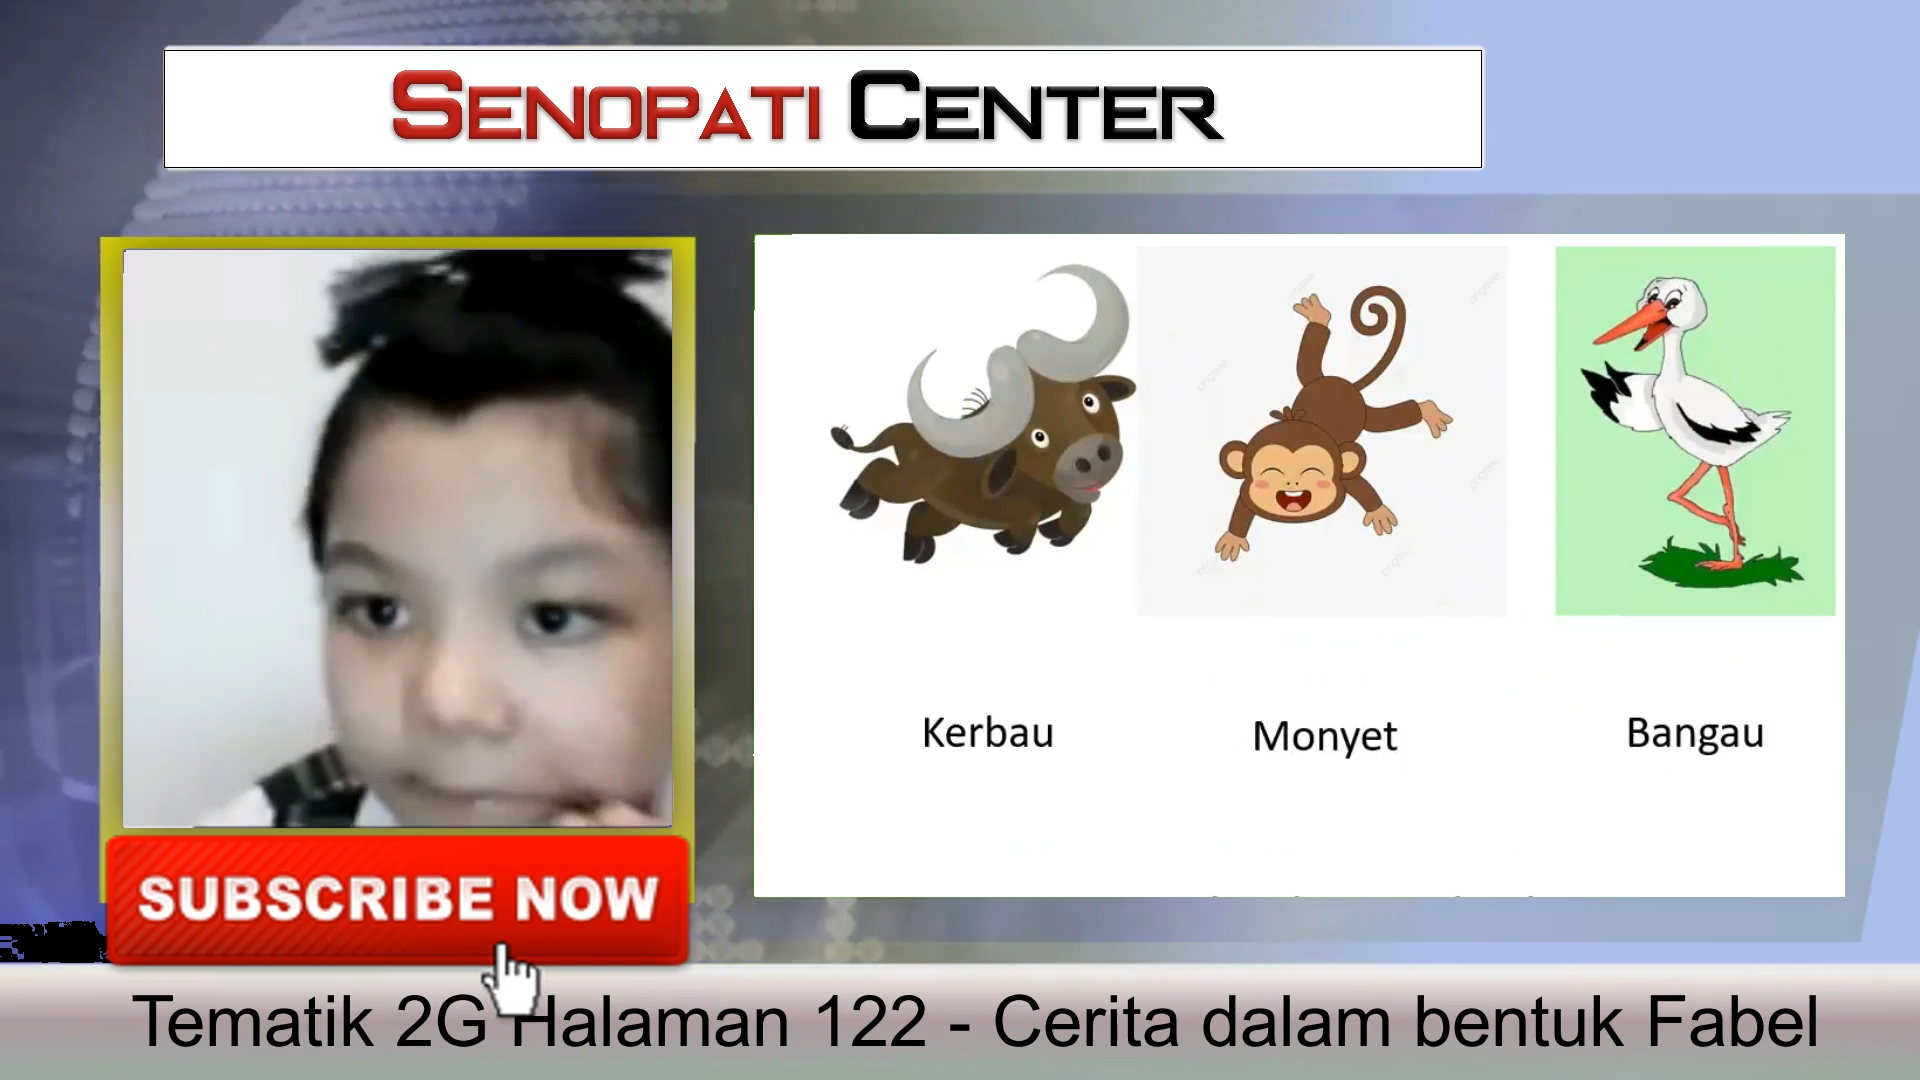 SENOPATI CENTER
Kerbau
Monyet
Bangau
SUBSCRIBE NOW
Tematik 2G Halaman 122 - Cerita dalam bentuk Fabel